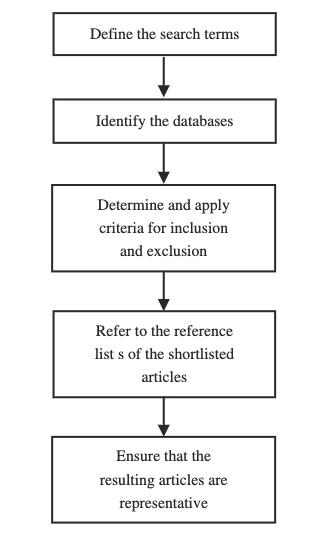 Define the search terms
Identify the databases
Determine and apply
criteria for inclusion
and exclusion
Refer to the reference
list s of the shortlisted
articles
Ensure that the
resulting articles are
representative